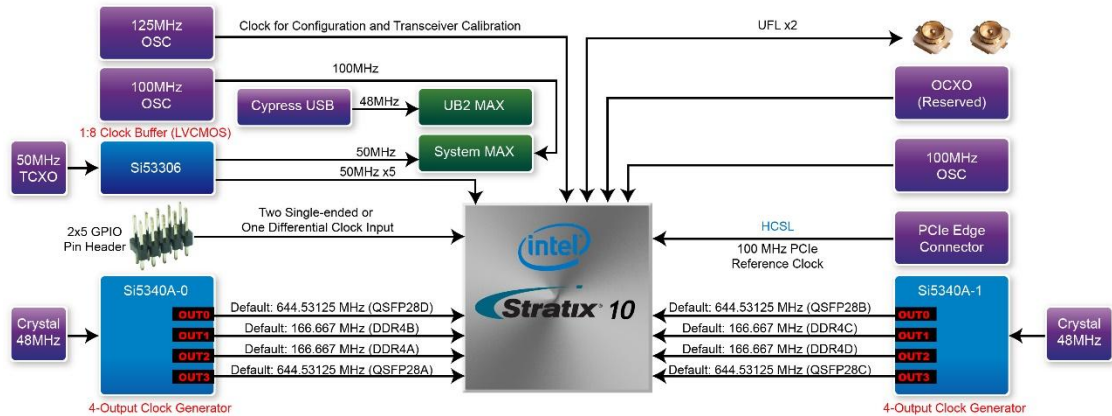 125MHz
OSC
Clock for Configuration and Transceiver Calibration
UFL x2
100MHz
OSC
100MHz
Cypress USB
48MHz
UB2 MAX
OCXO
(Reserved)
1:8 Clock Buffer (LVCMOS)
50MHz
TCXO
Si53306
50MHz
System MAX
50MHz x5
100MHz
OSC
2x5 GPIO
Pin Header
Two Single-ended or
One Differential Clock Input
intel
Stratix® 10
HCSL
100 MHz PCIe
Reference Clock
PCIe Edge
Connector
Si5340A-0
Si5340A-1
Crystal
48MHz
OUT0
Default: 644.53125 MHz (QSFP28D)
OUT1
Default: 166.667 MHz (DDR4B)
OUT2
Default: 166.667 MHz (DDR4A)
OUT3
Default: 644.53125 MHz (QSFP28A)
4-Output Clock Generator
Default: 644.53125 MHz (QSFP28B)
OUT0
Default: 166.667 MHz (DDR4C)
OUT1
Default: 166.667 MHz (DDR4D)
OUT2
Default: 644.53125 MHz (QSFP28C)
OUT3
Crystal
48MHz
4-Output Clock Generator